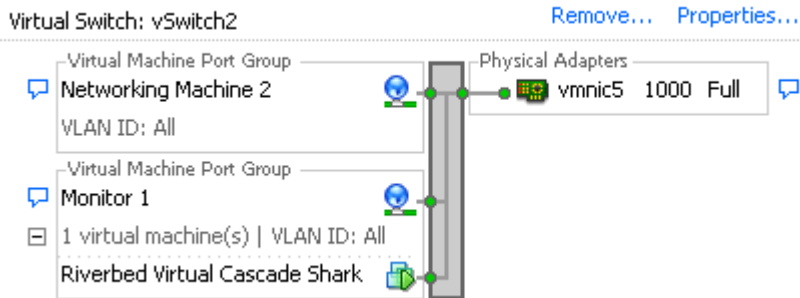 Virtual Switch: vSwitch2
Remove... Properties...
Virtual Machine Port Group
Physical Adapters
Networking Machine 2
vmnic5 1000 Full
VLAN ID: All
Virtual Machine Port Group
Monitor 1
1 virtual machine(s) | VLAN ID: All
Riverbed Virtual Cascade Shark